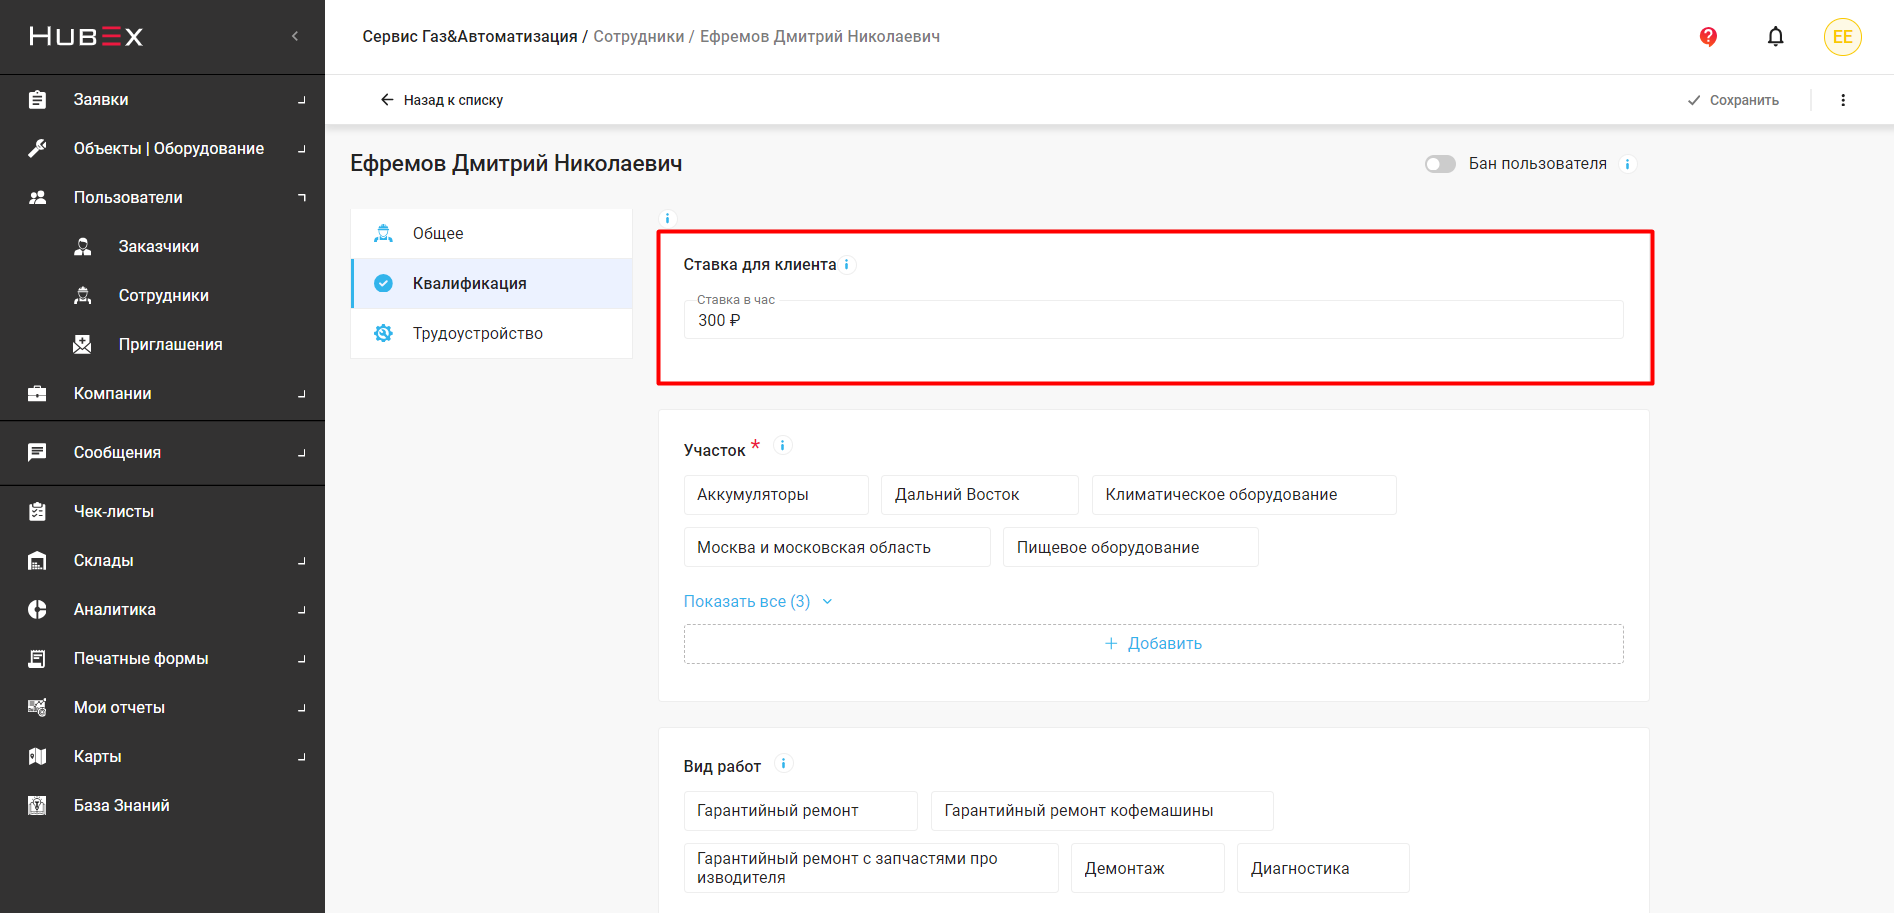 HUBEX
Сервис Газ&Автоматизация / Сотрудники / Ефремов Дмитрий Николаевич
EE
Назад к списку
Сохранить
Заявки
Объекты | Оборудование
Пользователи
Заказчики
Сотрудники
Приглашения
Компании
Сообщения
Чек-листы
Склады
Аналитика
Печатные формы
Мои отчеты
Карты
База Знаний
Ефремов Дмитрий Николаевич
Бан пользователя
Общее
Квалификация
Трудоустройство
Ставка для клиента
Ставка в час
300 ₽
Участок *
Аккумуляторы
Дальний Восток
Климатическое оборудование
Москва и московская область
Пищевое оборудование
Показать все (3)
+ Добавить
Вид работ
Гарантийный ремонт
Гарантийный ремонт кофемашины
Гарантийный ремонт с запчастями про
изводителя
Демонтаж
Диагностика